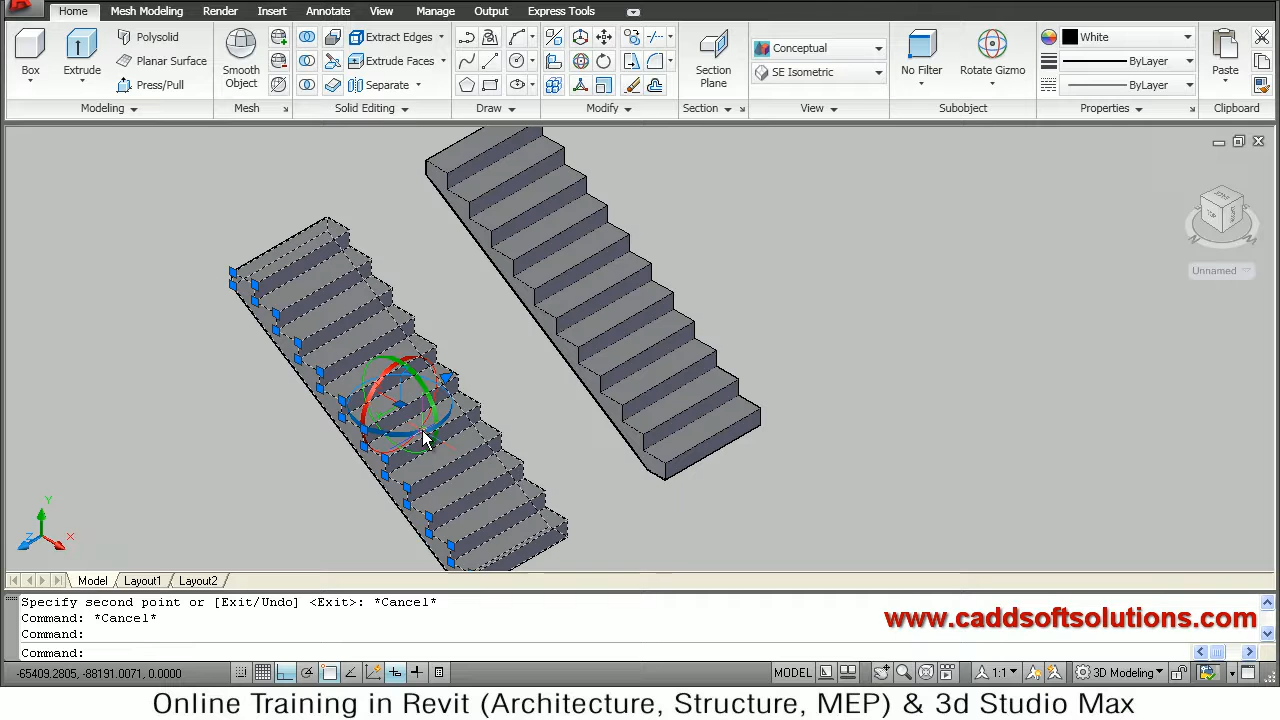 Home Mesh Modeling Render Insert Annotate View Manage Output Express Tools
Polysolid Extract Edges Conceptual White
Planar Surface Extrude Faces ByLayer
Box Extrude Press/Pull Smooth Object Separate Section Plane SE Isometric No Filter Rotate Gizmo ByLayer Paste
Modeling Mesh Solid Editing Draw Modify Section View Subobject Properties Clipboard
TOP
Unnamed
Y
Z X
Model Layout1 Layout2
Specify second point or [Exit/Undo] <Exit>: *Cancel*
Command: *Cancel*
www.caddsoftsolutions.com
Command:
Command:
-65409.2805, -88191.0071, 0.0000 MODEL 1:1 3D Modeling
Online Training in Revit (Architecture, Structure, MEP) & 3d Studio Max